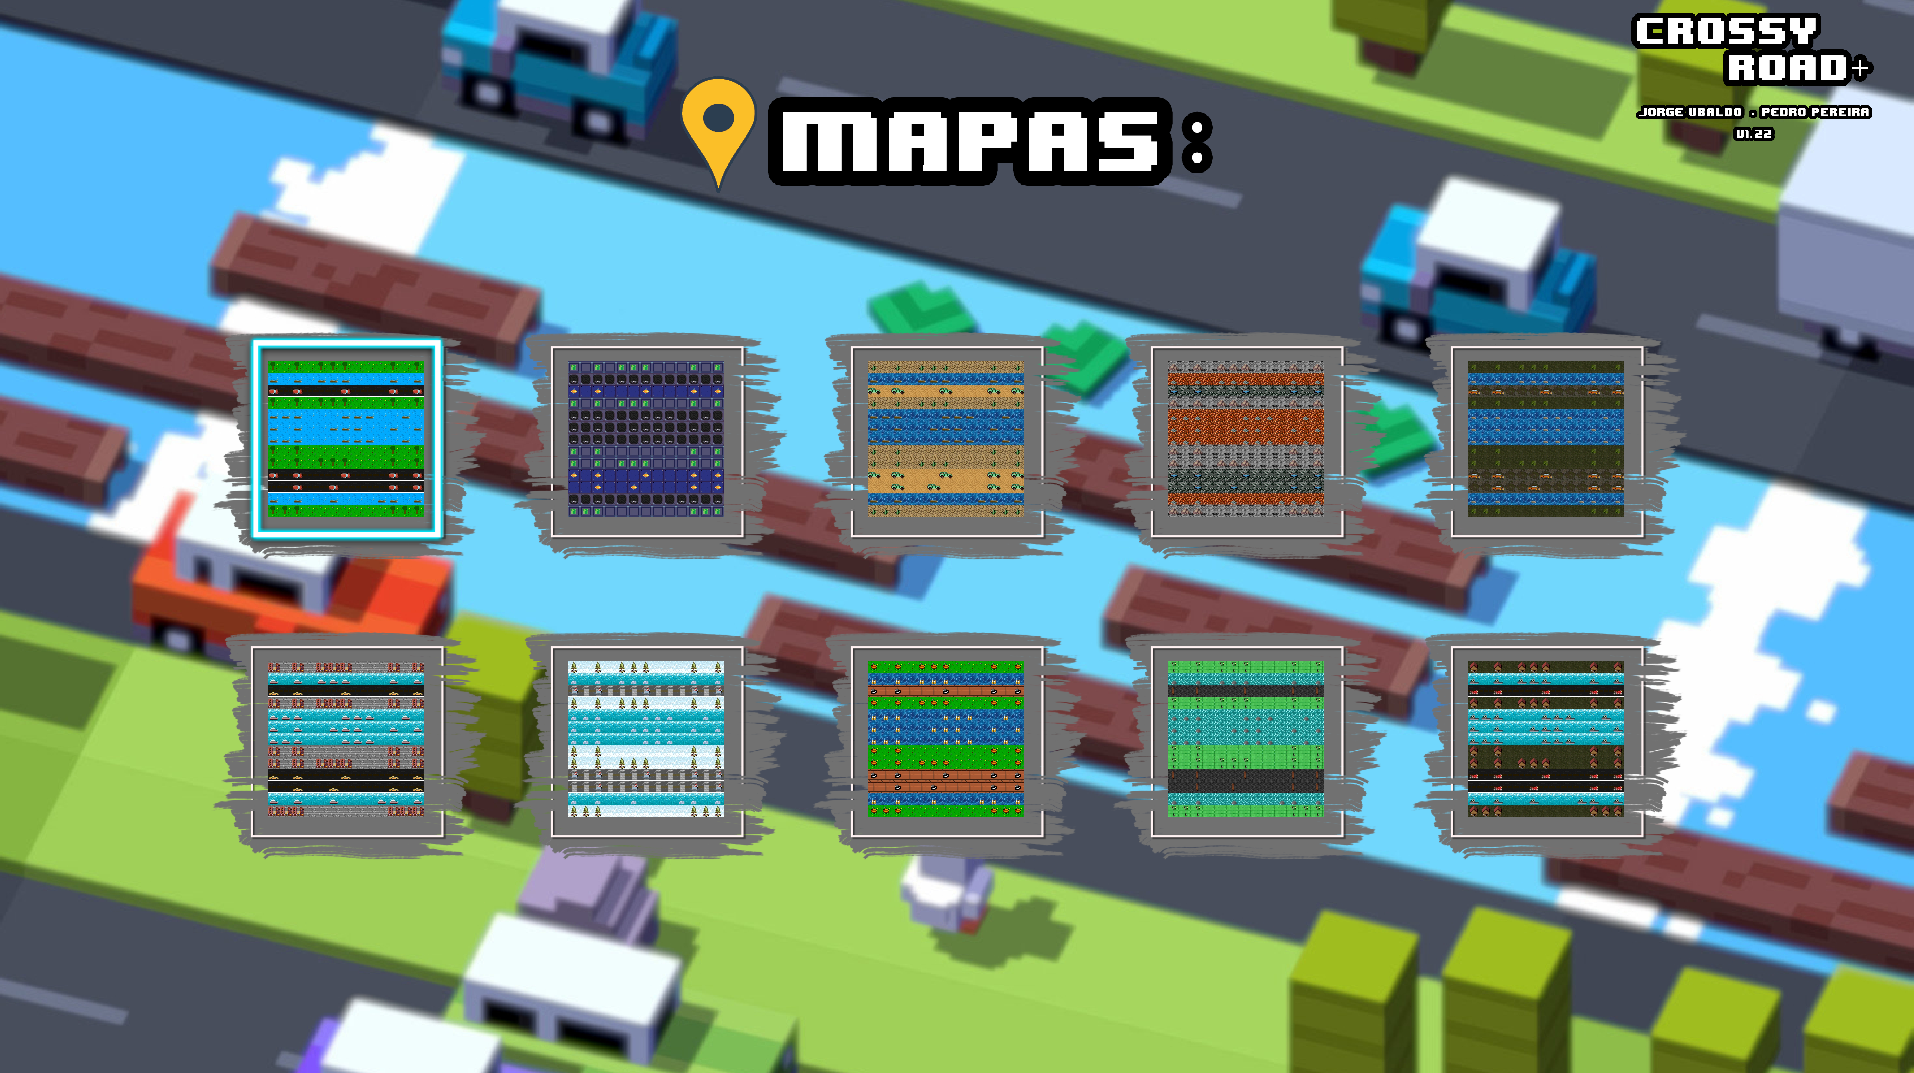 CROSSY
ROAD+
JORGE UBALDO . PEDRO PEREIRA
V1.22
MAPAS: